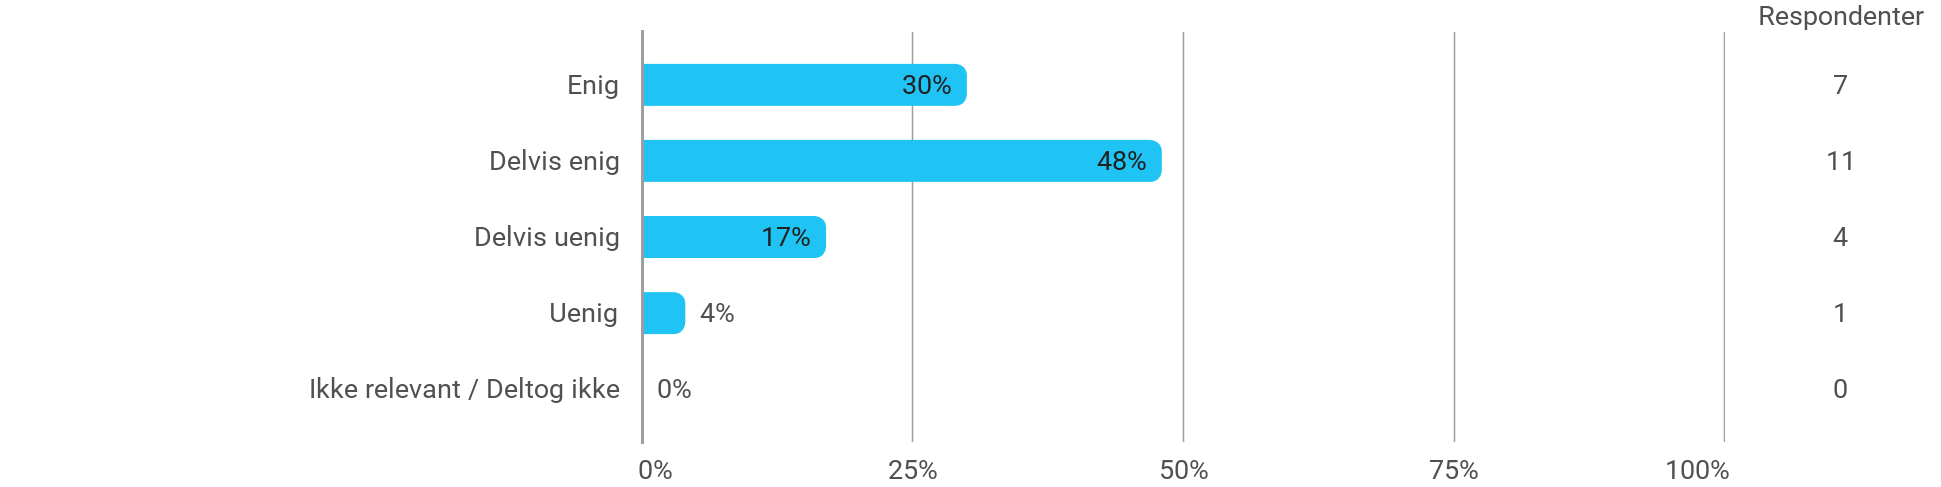 Respondenter
Enig 30% 7
Delvis enig 48% 11
Delvis uenig 17% 4
Uenig 4% 1
Ikke relevant / Deltog ikke 0% 0
0% 25% 50% 75% 100%